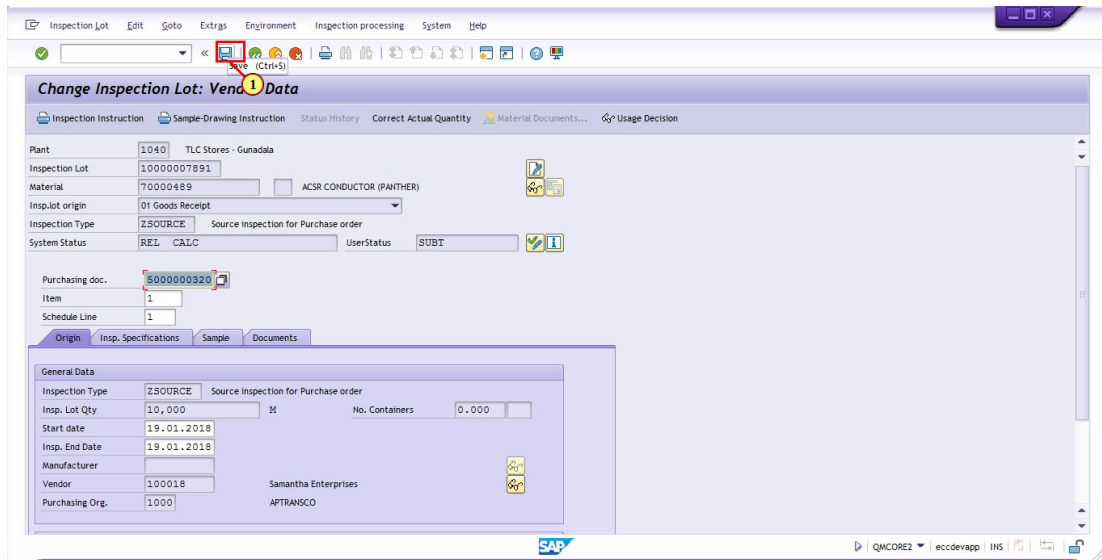 Inspection Lot Edit Goto Extras Environment Inspection processing System Help
Save (Ctrl+S)
1
Change Inspection Lot: Vendor Data
Inspection Instruction Sample-Drawing Instruction Status History Correct Actual Quantity Material Documents... Usage Decision
Plant 1040 TLC Stores - Gunadala
Inspection Lot 10000007891
Material 70000489 ACSR CONDUCTOR (PANTHER)
Insp.lot origin 01 Goods Receipt
Inspection Type ZSOURCE Source inspection for Purchase order
System Status REL CALC UserStatus SUBT
Purchasing doc. 5000000320
Item 1
Schedule Line 1
Origin Insp. Specifications Sample Documents
General Data
Inspection Type ZSOURCE Source inspection for Purchase order
Insp. Lot Qty 10,000 M No. Containers 0.000
Start date 19.01.2018
Insp. End Date 19.01.2018
Manufacturer
Vendor 100018 Samantha Enterprises
Purchasing Org. 1000 APTRANSCO
SAP QMCORE2 eccdevapp INS